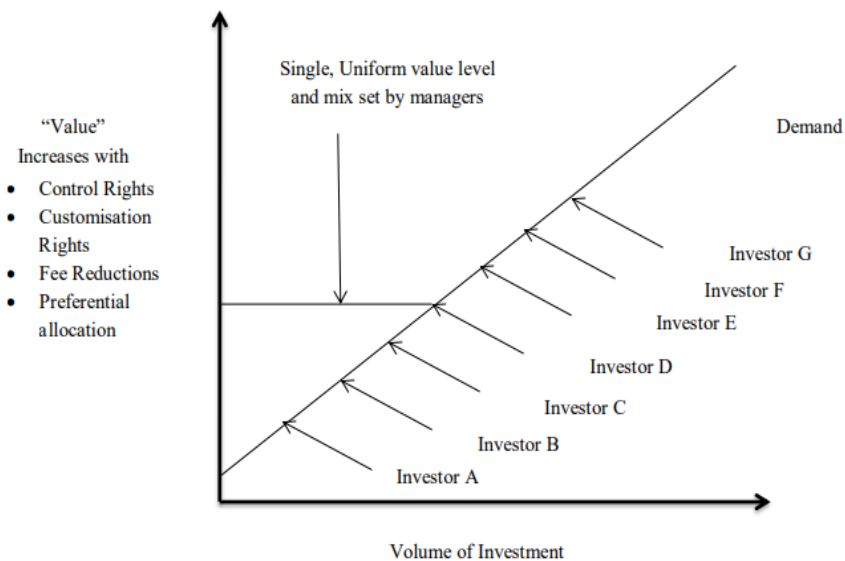 Single, Uniform value level
and mix set by managers
“Value”
Increases with
• Control Rights
• Customisation
Rights
• Fee Reductions
• Preferential
allocation
Demand
Investor G
Investor F
Investor E
Investor D
Investor C
Investor B
Investor A
Volume of Investment